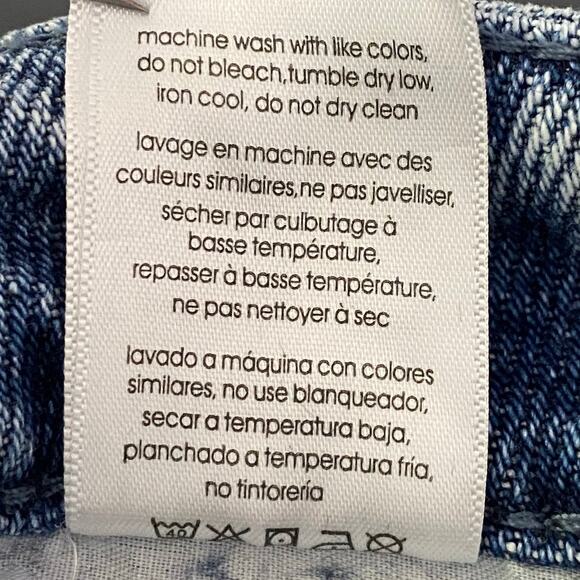 machine wash with like colors,
do not bleach,tumble dry low,
iron cool, do not dry clean
lavage en machine avec des
couleurs similaires,ne pas javelliser,
sécher par culbutage à
basse température,
repasser à basse température,
ne pas nettoyer à sec
lavado a máquina con colores
similares, no use blanqueador,
secar a temperatura baja,
planchado a temperatura fría,
no tintorería